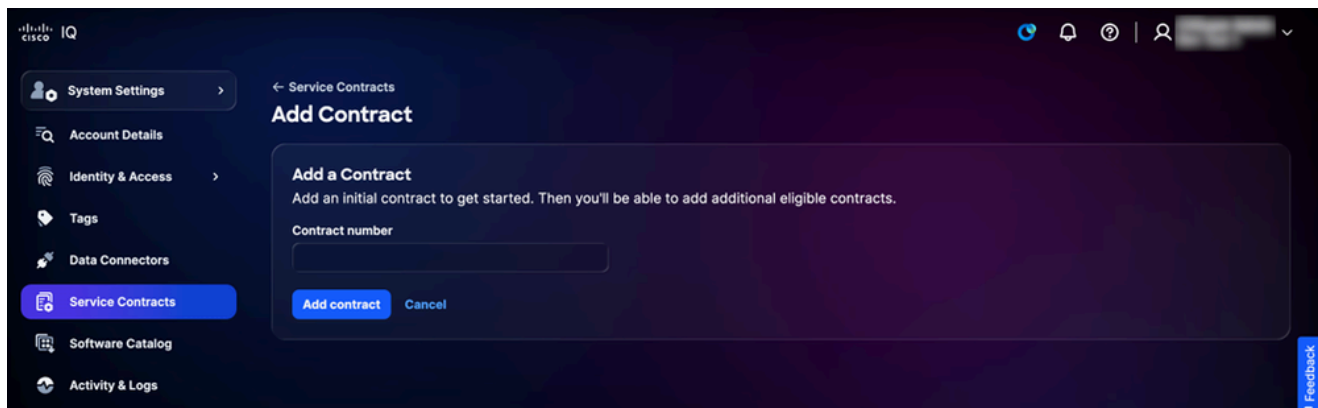 cisco IQ
System Settings
Account Details
Identity & Access
Tags
Data Connectors
Service Contracts
Software Catalog
Activity & Logs
← Service Contracts
Add Contract
Add a Contract
Add an initial contract to get started. Then you'll be able to add additional eligible contracts.
Contract number
Add contract
Cancel
Feedback